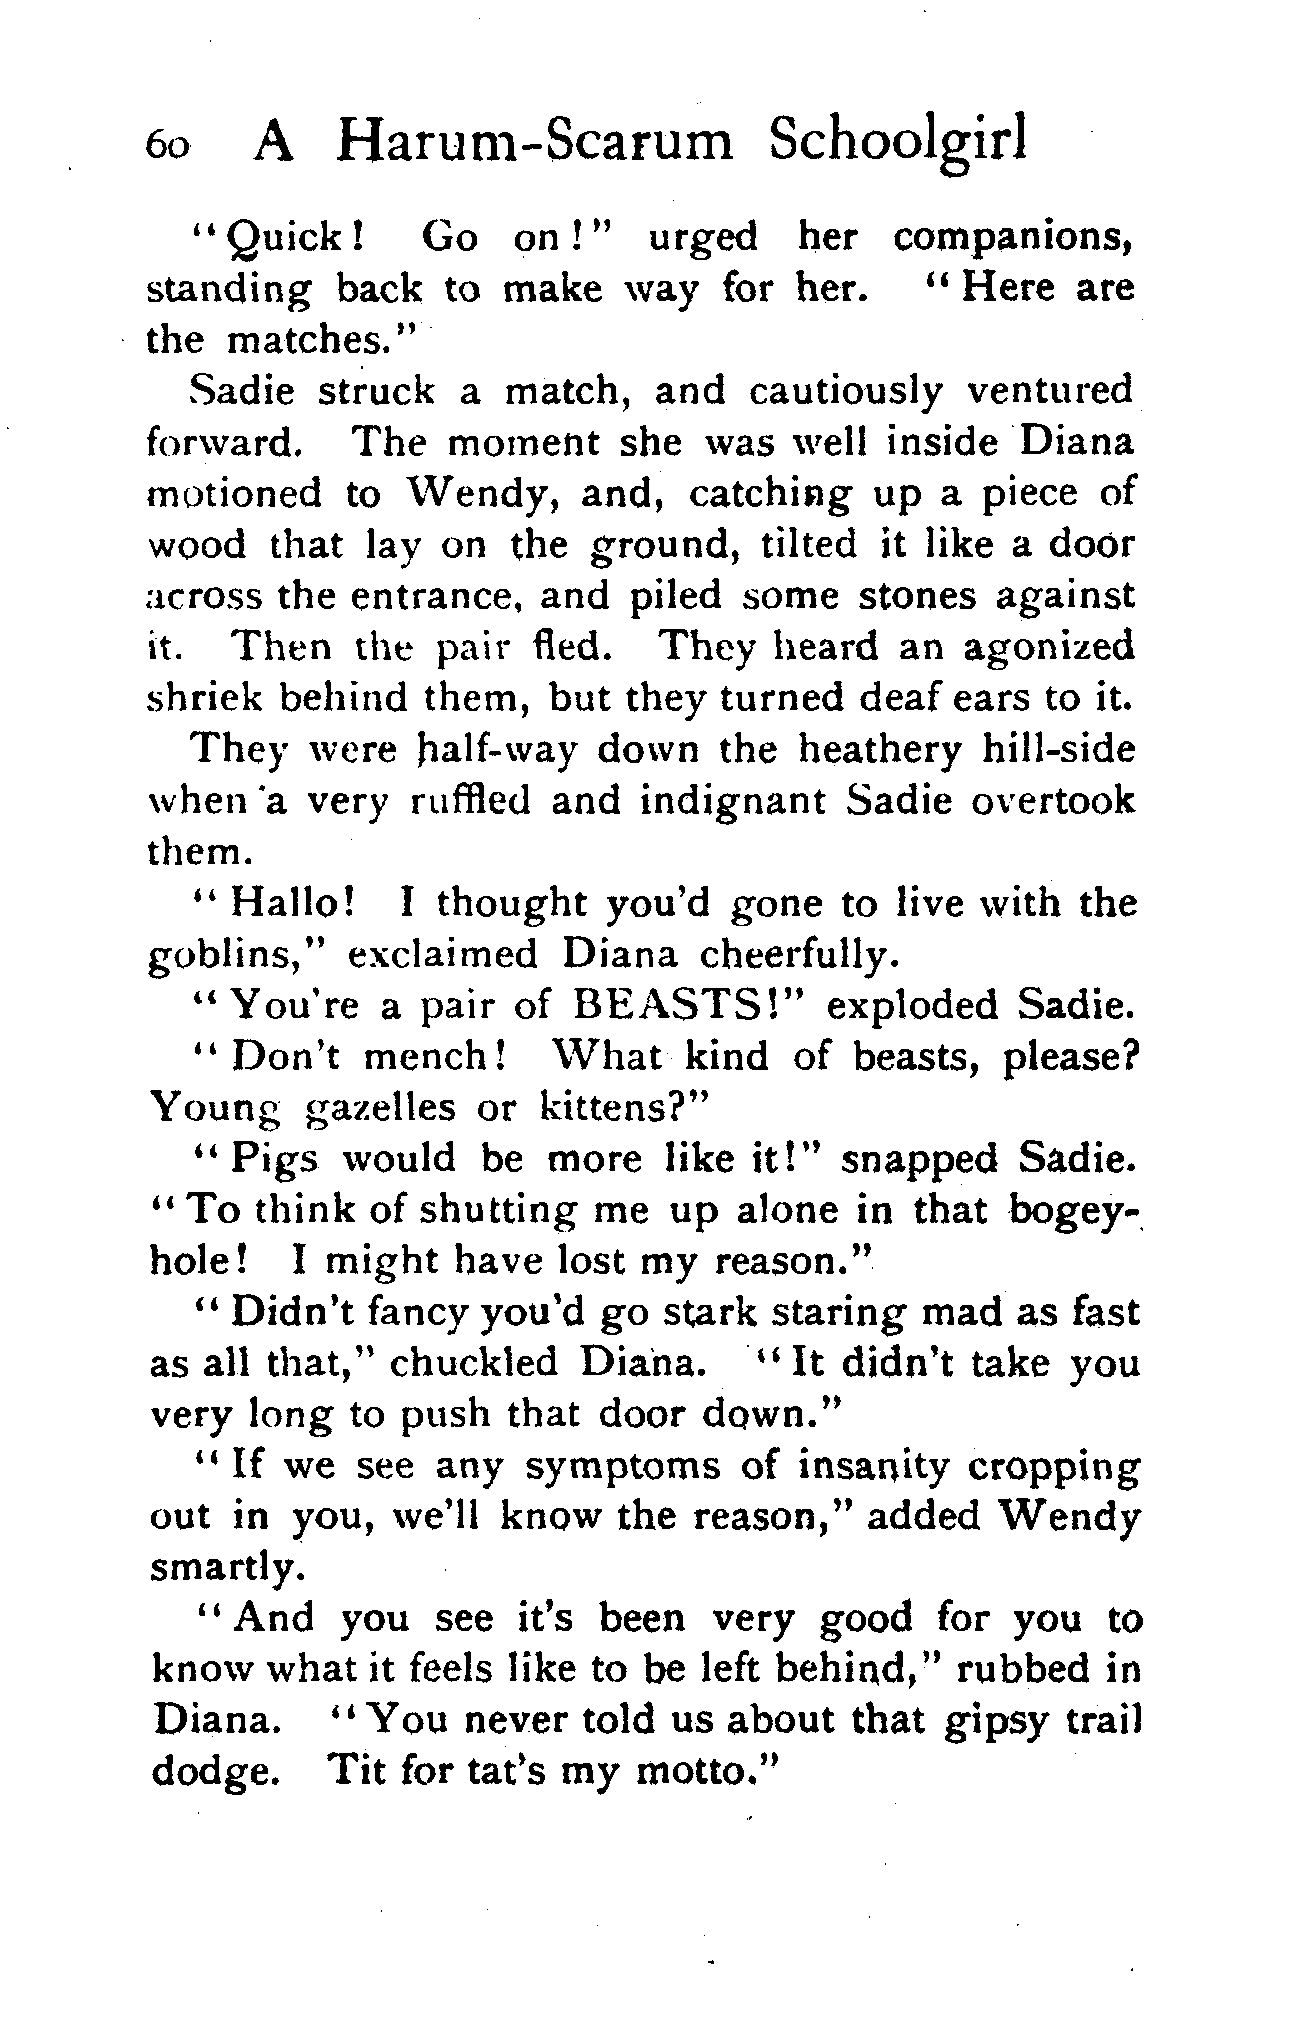 60 A Harum-Scarum Schoolgirl
"Quick! Go on!" urged her companions,
standing back to make way for her. "Here are
the matches."
Sadie struck a match, and cautiously ventured
forward. The moment she was well inside Diana
motioned to Wendy, and, catching up a piece of
wood that lay on the ground, tilted it like a door
across the entrance, and piled some stones against
it. Then the pair fled. They heard an agonized
shriek behind them, but they turned deaf ears to it.
They were half-way down the heathery hill-side
when a very ruffled and indignant Sadie overtook
them.
"Hallo! I thought you'd gone to live with the
goblins," exclaimed Diana cheerfully.
"You're a pair of BEASTS!" exploded Sadie.
"Don't mench! What kind of beasts, please?
Young gazelles or kittens?"
"Pigs would be more like it!" snapped Sadie.
"To think of shutting me up alone in that bogey-
hole! I might have lost my reason."
"Didn't fancy you'd go stark staring mad as fast
as all that," chuckled Diana. "It didn't take you
very long to push that door down."
"If we see any symptoms of insanity cropping
out in you, we'll know the reason," added Wendy
smartly.
"And you see it's been very good for you to
know what it feels like to be left behind," rubbed in
Diana. "You never told us about that gipsy trail
dodge. Tit for tat's my motto."